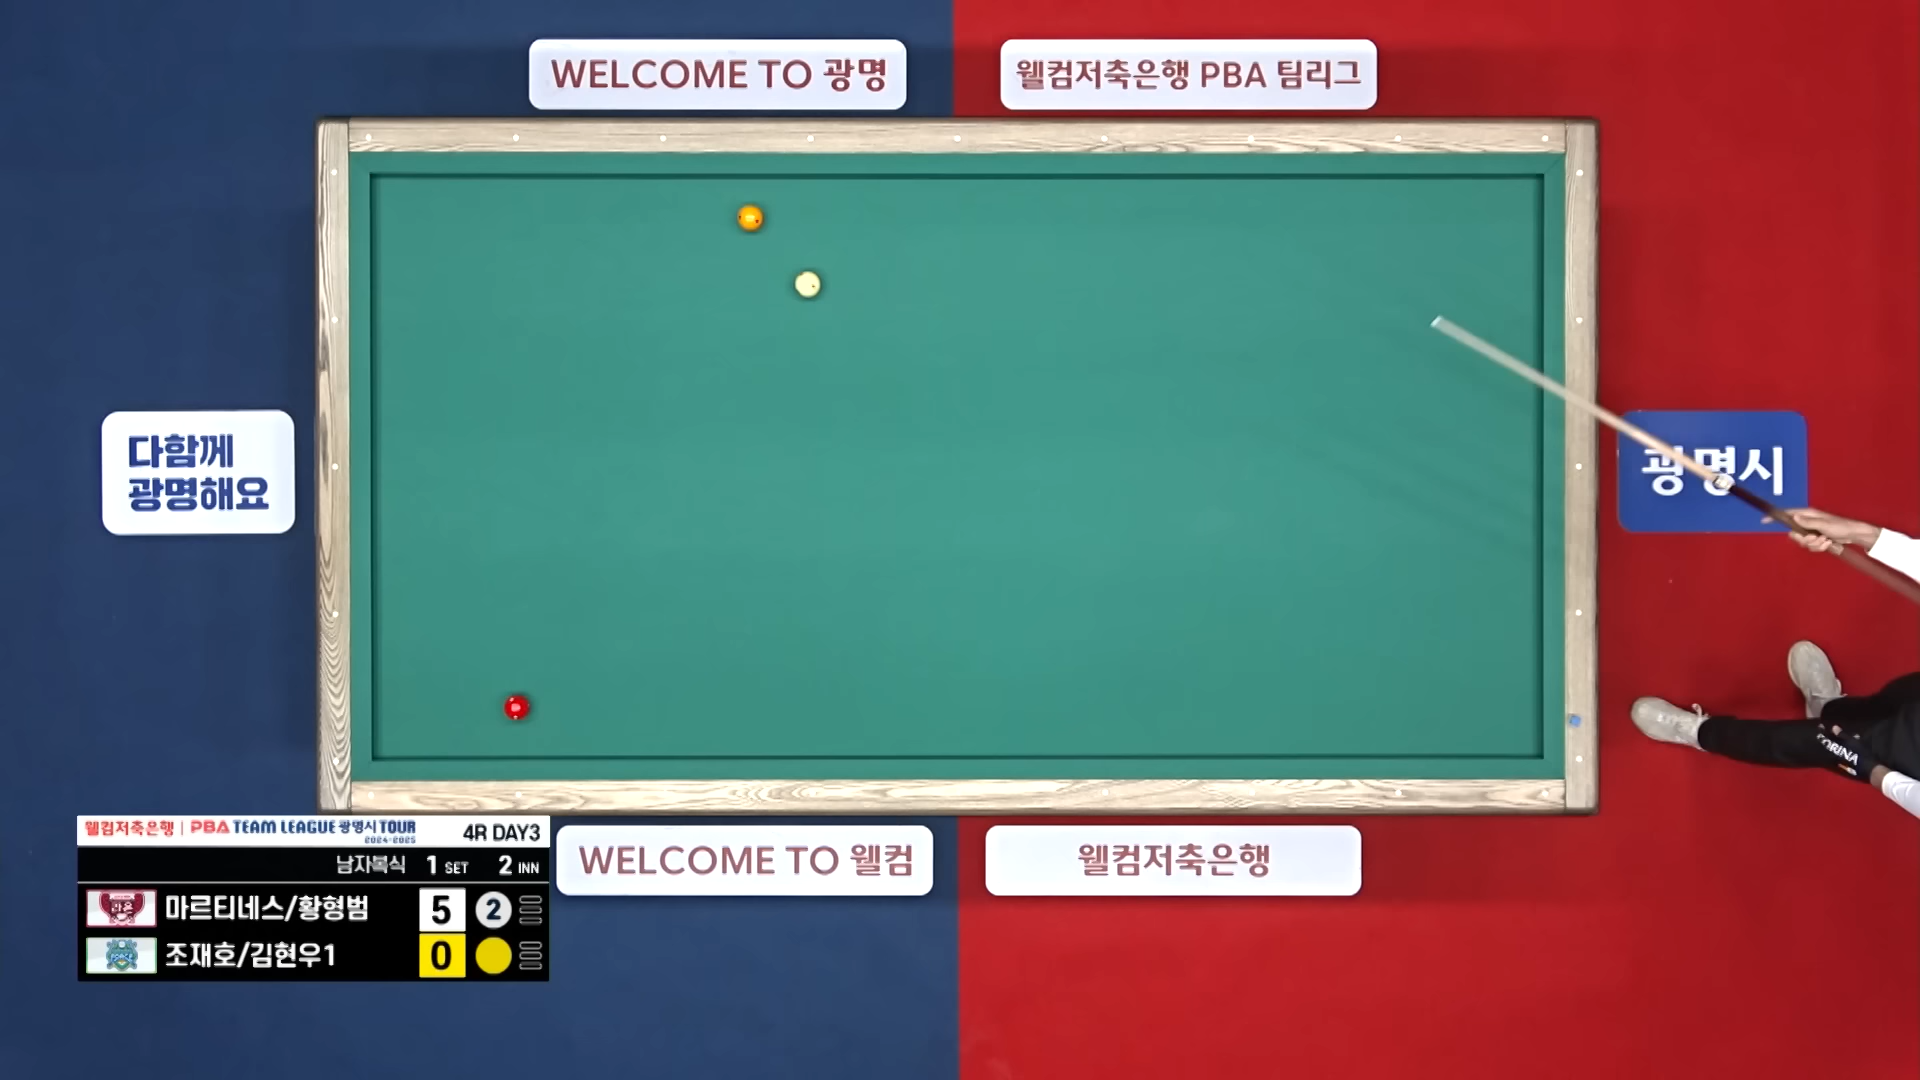 WELCOME TO 광명
웰컴저축은행 PBA 팀리그
다함께
광명해요
광명시
웰컴저축은행 | PBA TEAM LEAGUE 광명시 TOUR
2024-2025
4R DAY3
남자복식 1 SET 2 INN
마르티네스/황형범 5 2
조재호/김현우1 0
WELCOME TO 웰컴
웰컴저축은행